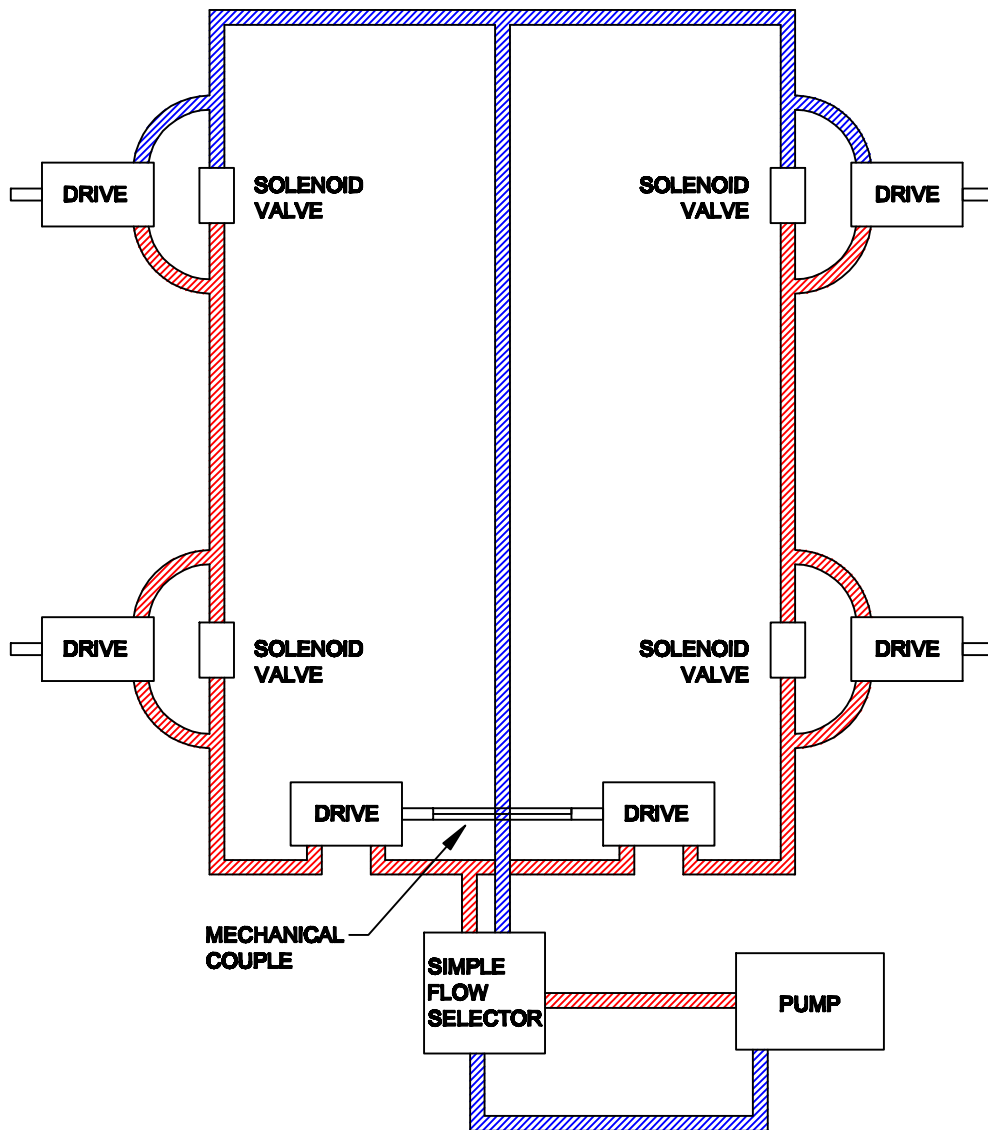 DRIVE
SOLENOID
VALVE
SOLENOID
VALVE
DRIVE
DRIVE
SOLENOID
VALVE
SOLENOID
VALVE
DRIVE
DRIVE
DRIVE
MECHANICAL
COUPLE
SIMPLE
FLOW
SELECTOR
PUMP